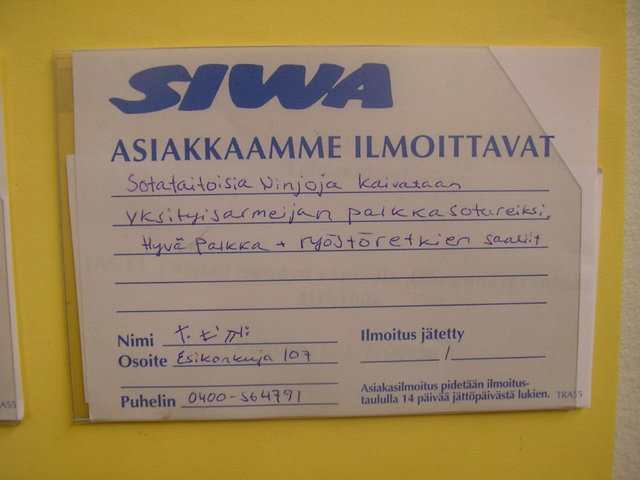 SIWA
ASIAKKAAMME ILMOITTAVAT
Sotataitoisia Ninjoja kaivataan
yksityisarmeijan palkkasotureiksi.
Hyvä palkka + ryöstöretkien saaliit
Nimi
Osoite Esikonkuja 107
Puhelin 0400-564791
Ilmoitus jätetty
/
Asiakasilmoitus pidetään ilmoitus-
taululla 14 päivää jättöpäivästä lukien.
TRA55
A55